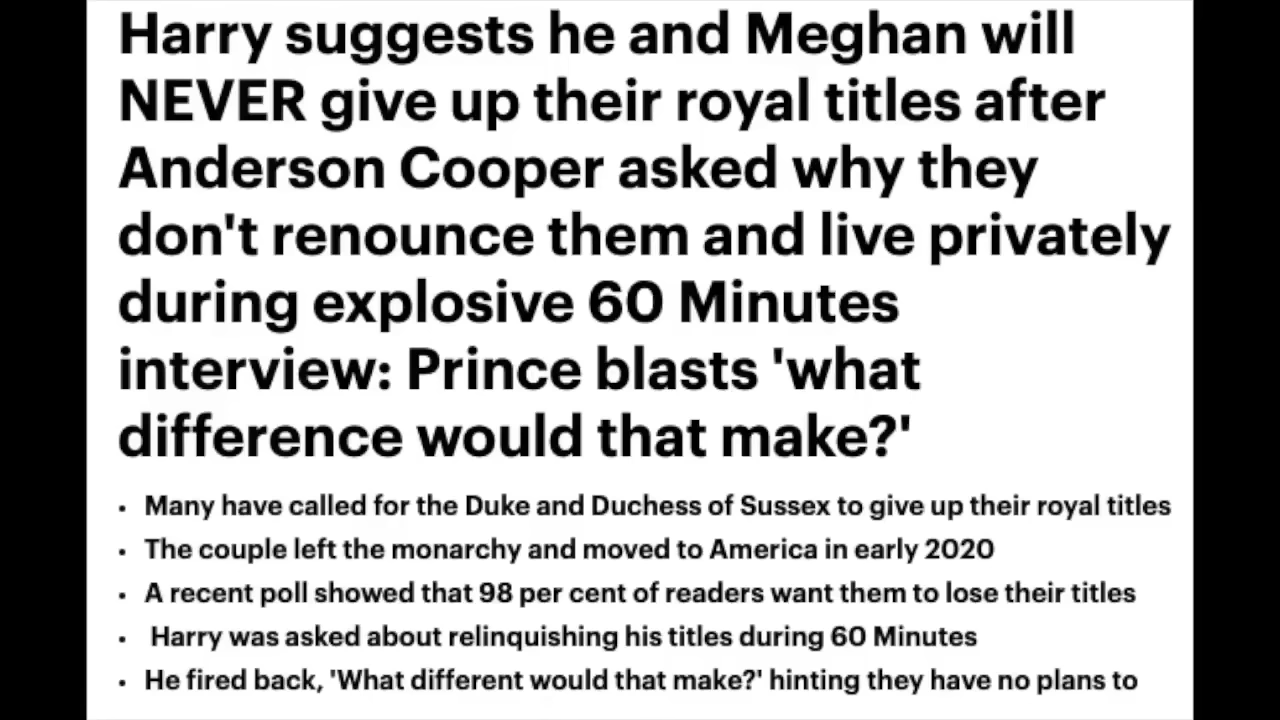 Harry suggests he and Meghan will
NEVER give up their royal titles after
Anderson Cooper asked why they
don't renounce them and live privately
during explosive 60 Minutes
interview: Prince blasts 'what
difference would that make?'
• Many have called for the Duke and Duchess of Sussex to give up their royal titles
• The couple left the monarchy and moved to America in early 2020
• A recent poll showed that 98 per cent of readers want them to lose their titles
• Harry was asked about relinquishing his titles during 60 Minutes
• He fired back, 'What different would that make?' hinting they have no plans to